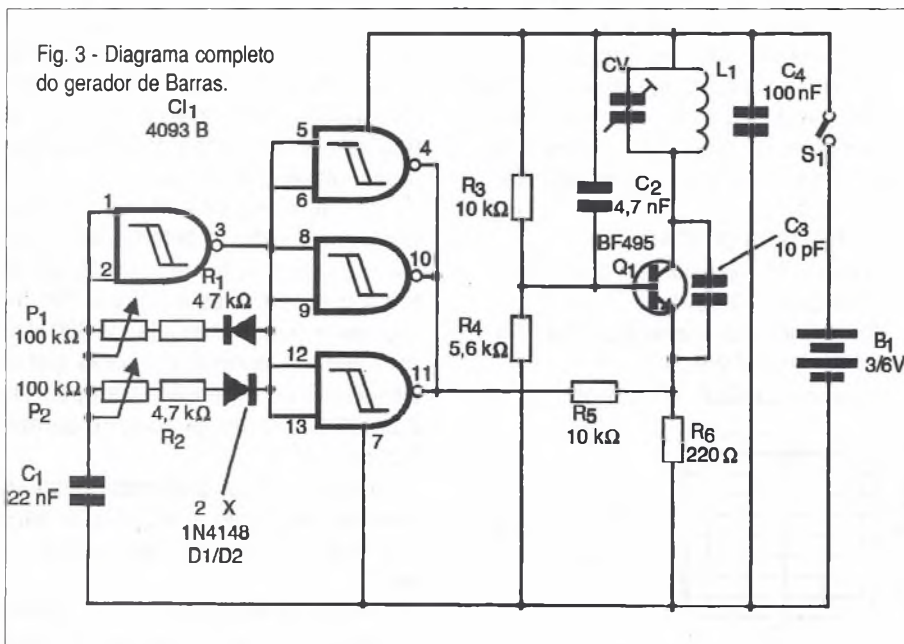 Fig. 3 - Diagrama completo
do gerador de Barras.
CI1
4093 B
1
2
3
5
6
4
8
9
10
12
13
11
7
R1
4 7 kΩ
P1
100 kΩ
100 kΩ
P2
4,7 kΩ
R2
C1
22 nF
2 X
1N4148
D1/D2
R3
10 kΩ
R4
5,6 kΩ
CV
L1
C2
4,7 nF
BF495
Q1
C3
10 pF
C4
100 nF
S1
B1
3/6V
R5
10 kΩ
R6
220 Ω